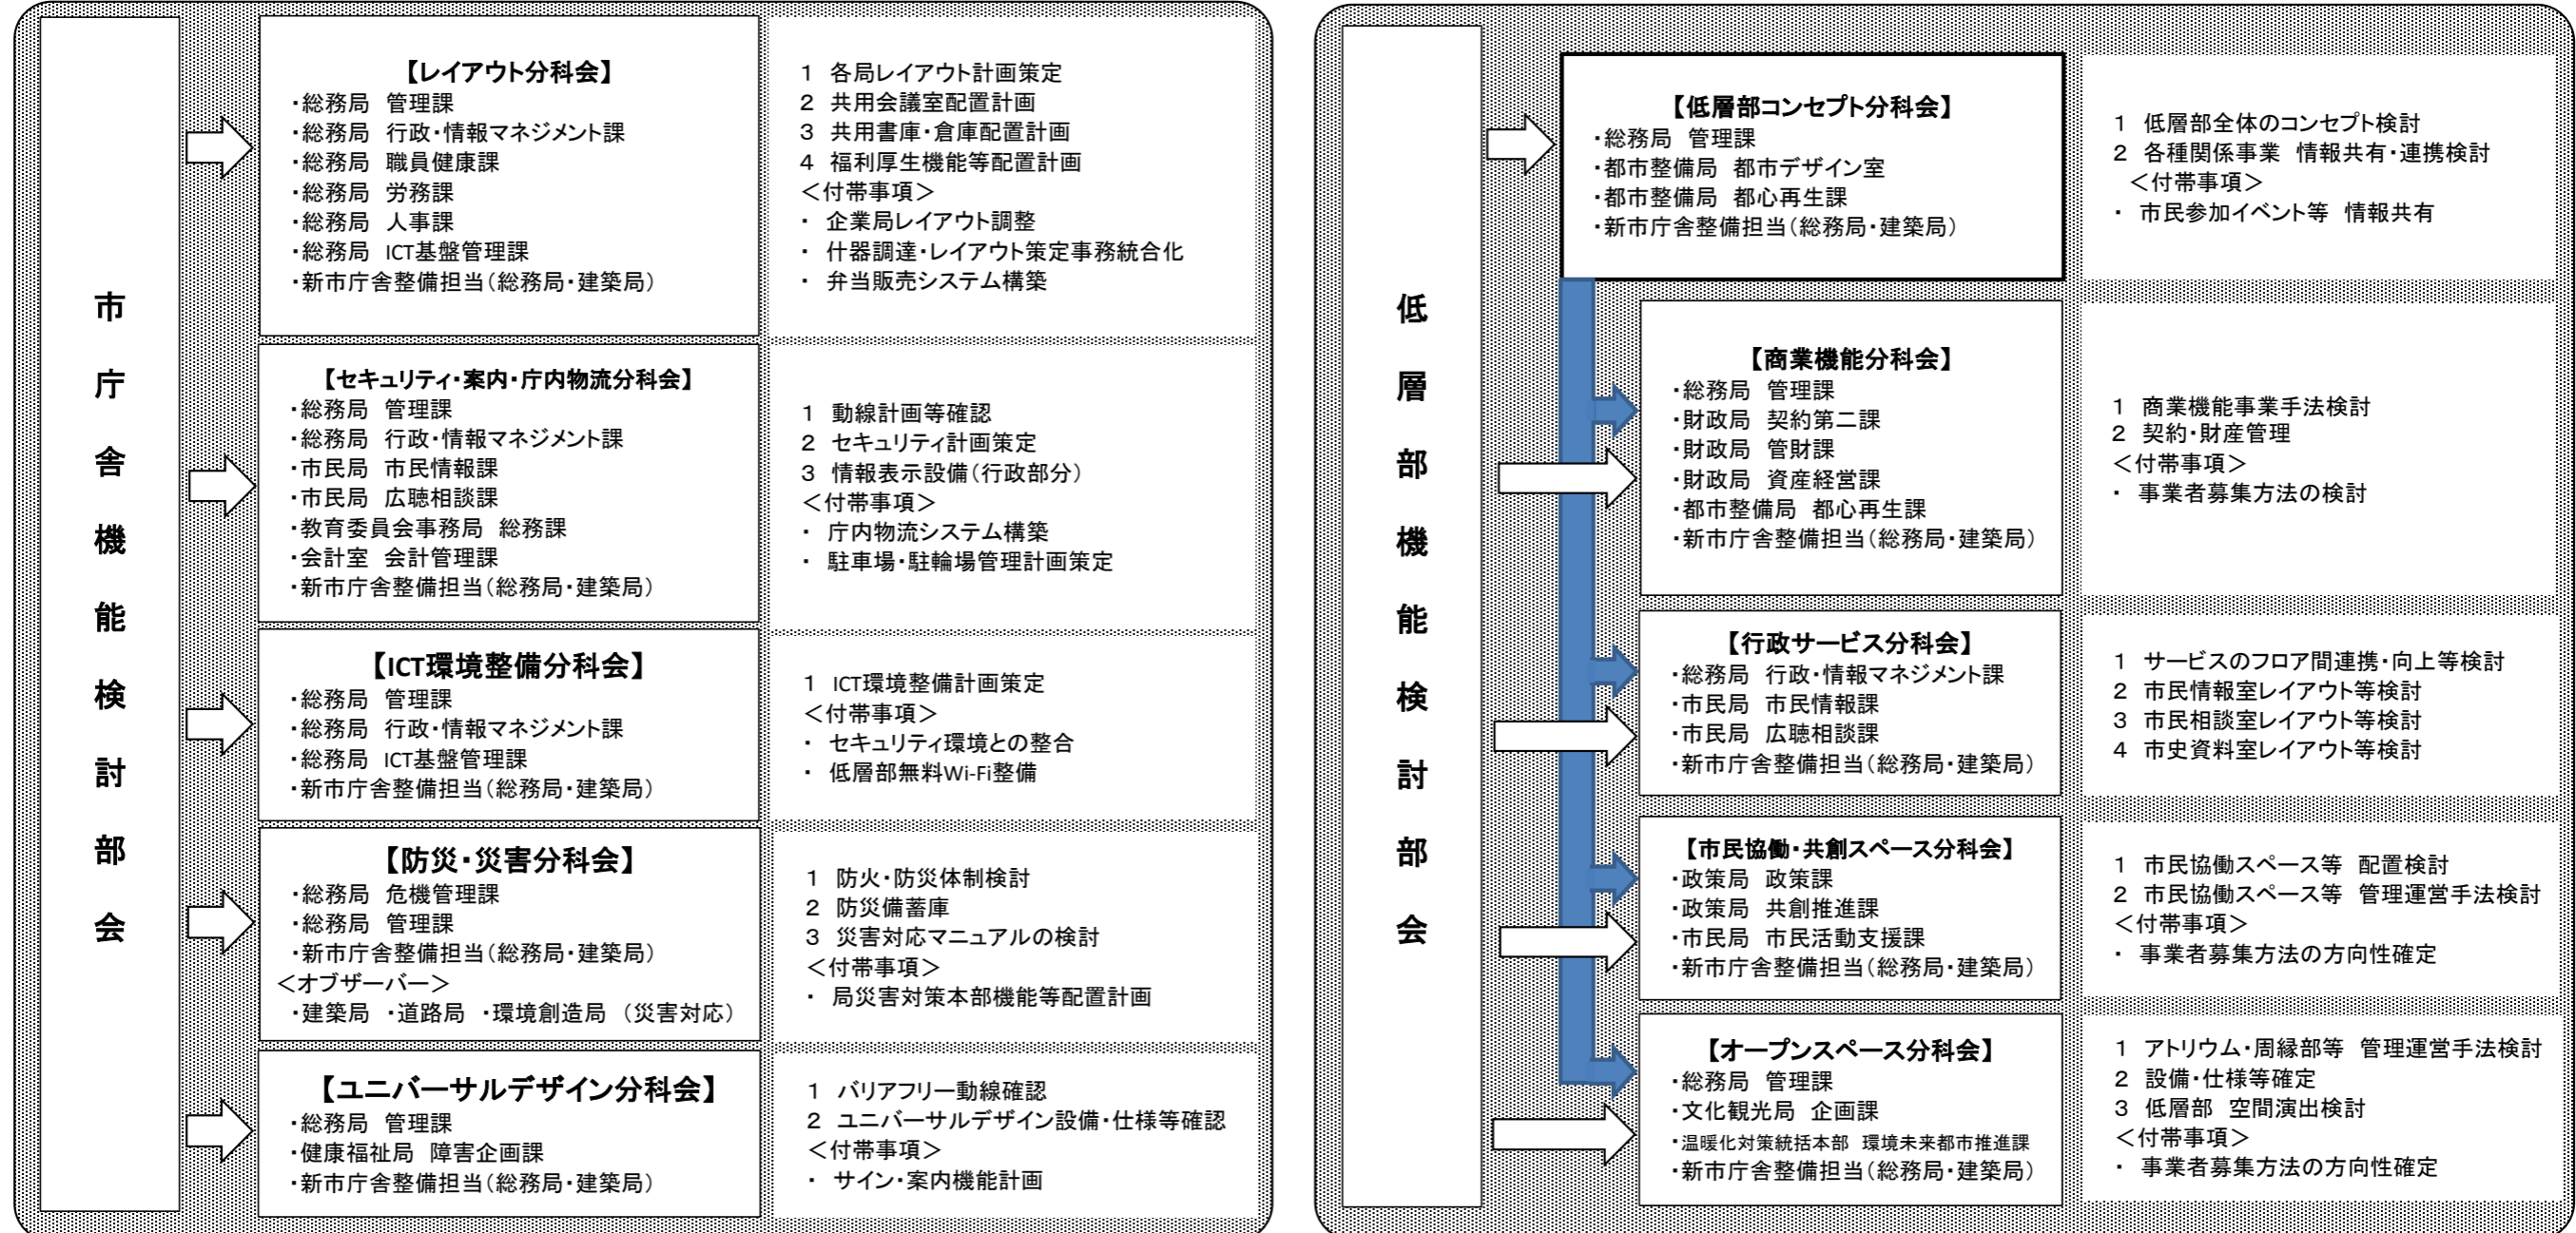 市庁舎機能検討部会
【レイアウト分科会】
・総務局 管理課
・総務局 行政・情報マネジメント課
・総務局 職員健康課
・総務局 労務課
・総務局 人事課
・総務局 ICT基盤管理課
・新市庁舎整備担当(総務局・建築局)
1 各局レイアウト計画策定
2 共用会議室配置計画
3 共用書庫・倉庫配置計画
4 福利厚生機能等配置計画
<付帯事項>
・ 企業局レイアウト調整
・ 什器調達・レイアウト策定事務統合化
・ 弁当販売システム構築
【セキュリティ・案内・庁内物流分科会】
・総務局 管理課
・総務局 行政・情報マネジメント課
・市民局 市民情報課
・市民局 広聴相談課
・教育委員会事務局 総務課
・会計室 会計管理課
・新市庁舎整備担当(総務局・建築局)
1 動線計画等確認
2 セキュリティ計画策定
3 情報表示設備(行政部分)
<付帯事項>
・ 庁内物流システム構築
・ 駐車場・駐輪場管理計画策定
【ICT環境整備分科会】
・総務局 管理課
・総務局 行政・情報マネジメント課
・総務局 ICT基盤管理課
・新市庁舎整備担当(総務局・建築局)
1 ICT環境整備計画策定
<付帯事項>
・ セキュリティ環境との整合
・ 低層部無料Wi-Fi整備
【防災・災害分科会】
・総務局 危機管理課
・総務局 管理課
・新市庁舎整備担当(総務局・建築局)
<オブザーバー>
・建築局 ・道路局 ・環境創造局 (災害対応)
1 防火・防災体制検討
2 防災備蓄庫
3 災害対応マニュアルの検討
<付帯事項>
・ 局災害対策本部機能等配置計画
【ユニバーサルデザイン分科会】
・総務局 管理課
・健康福祉局 障害企画課
・新市庁舎整備担当(総務局・建築局)
1 バリアフリー動線確認
2 ユニバーサルデザイン設備・仕様等確認
<付帯事項>
・ サイン・案内機能計画
低層部機能検討部会
【低層部コンセプト分科会】
・総務局 管理課
・都市整備局 都市デザイン室
・都市整備局 都心再生課
・新市庁舎整備担当(総務局・建築局)
1 低層部全体のコンセプト検討
2 各種関係事業 情報共有・連携検討
<付帯事項>
・ 市民参加イベント等 情報共有
【商業機能分科会】
・総務局 管理課
・財政局 契約第二課
・財政局 管財課
・財政局 資産経営課
・都市整備局 都心再生課
・新市庁舎整備担当(総務局・建築局)
1 商業機能事業手法検討
2 契約・財産管理
<付帯事項>
・ 事業者募集方法の検討
【行政サービス分科会】
・総務局 行政・情報マネジメント課
・市民局 市民情報課
・市民局 広聴相談課
・新市庁舎整備担当(総務局・建築局)
1 サービスのフロア間連携・向上等検討
2 市民情報室レイアウト等検討
3 市民相談室レイアウト等検討
4 市史資料室レイアウト等検討
【市民協働・共創スペース分科会】
・政策局 政策課
・政策局 共創推進課
・市民局 市民活動支援課
・新市庁舎整備担当(総務局・建築局)
1 市民協働スペース等 配置検討
2 市民協働スペース等 管理運営手法検討
<付帯事項>
・ 事業者募集方法の方向性確定
【オープンスペース分科会】
・総務局 管理課
・文化観光局 企画課
・温暖化対策統括本部 環境未来都市推進課
・新市庁舎整備担当(総務局・建築局)
1 アトリウム・周縁部等 管理運営手法検討
2 設備・仕様等確定
3 低層部 空間演出検討
<付帯事項>
・ 事業者募集方法の方向性確定